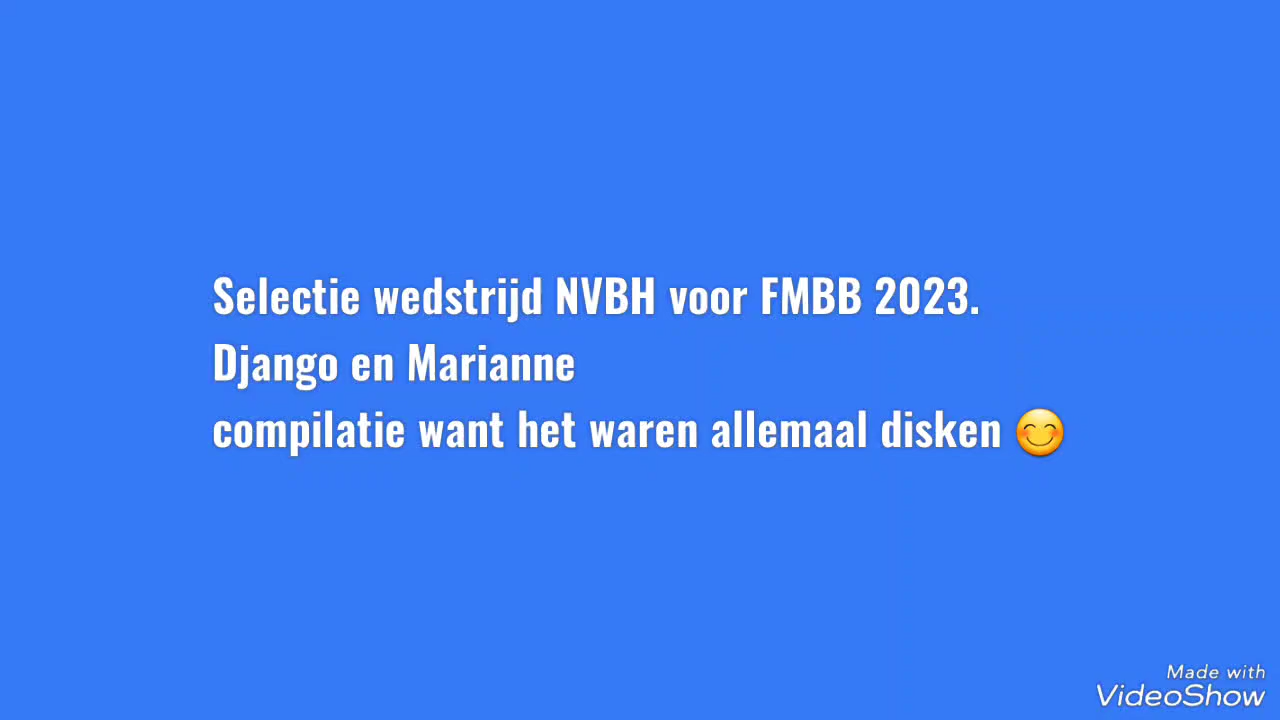 Selectie wedstrijd NVBH voor FMBB 2023.
Django en Marianne
compilatie want het waren allemaal disken 😊
Made with
VideoShow